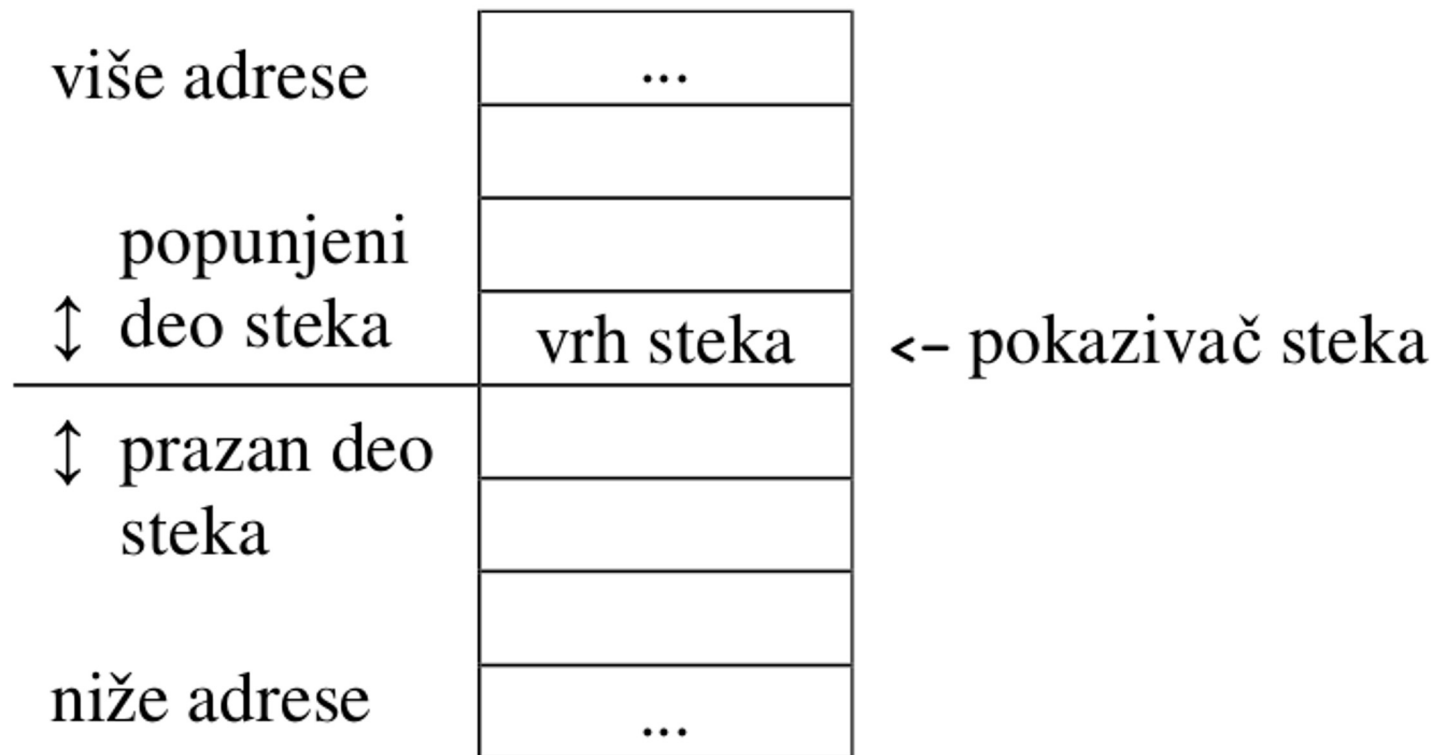 ...
više adrese
popunjeni
↕ deo steka
vrh steka
<- pokazivač steka
↕ prazan deo
steka
niže adrese
...